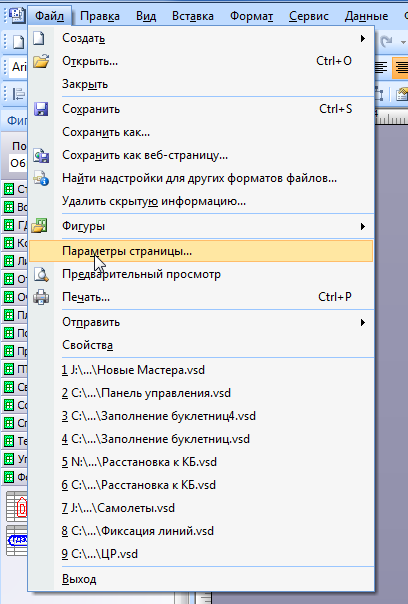 Файл Правка Вид Вставка Формат Сервис Данные
Создать
Открыть... Ctrl+O
Закрыть
Сохранить Ctrl+S
Сохранить как...
Сохранить как веб-страницу...
Найти надстройки для других форматов файлов...
Удалить скрытую информацию...
Фигуры
Параметры страницы...
Предварительный просмотр
Печать... Ctrl+P
Отправить
Свойства
1 J:\...\Новые Мастера.vsd
2 C:\...\Панель управления.vsd
3 C:\...\Заполнение буклетниц4.vsd
4 C:\...\Заполнение буклетниц.vsd
5 N:\...\Расстановка к КБ.vsd
6 C:\...\Расстановка к КБ.vsd
7 J:\...\Самолеты.vsd
8 C:\...\Фиксация линий.vsd
9 C:\...\ЦР.vsd
Выход